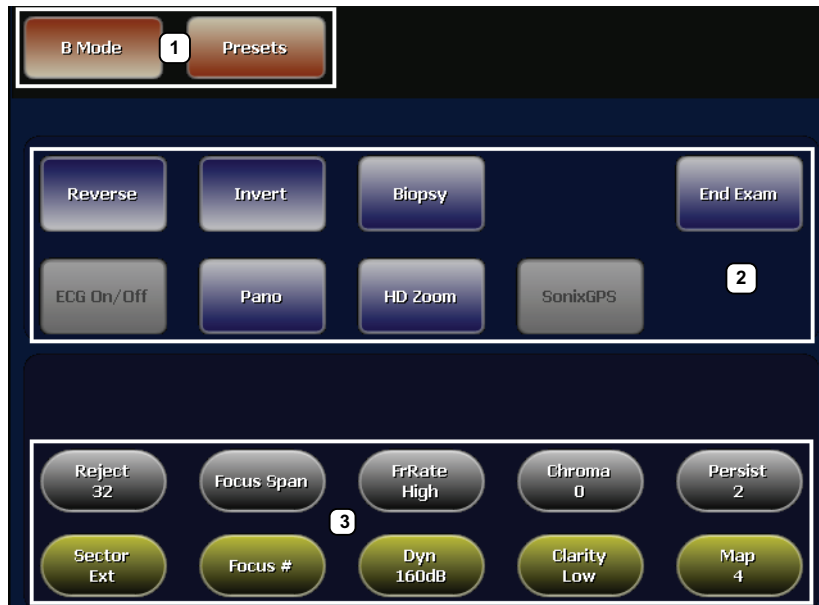 B Mode
1
Presets
Reverse
Invert
Biopsy
End Exam
ECG On/Off
Pano
HD Zoom
SonixGPS
2
Reject
32
Focus Span
FrRate
High
Chroma
0
Persist
2
3
Sector
Ext
Focus #
Dyn
160dB
Clarity
Low
Map
4